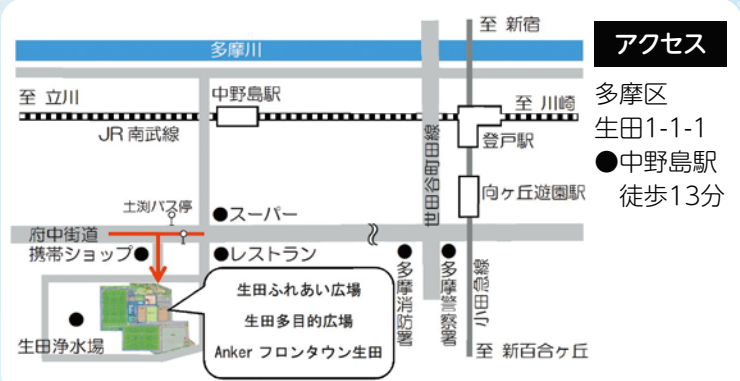 至 新宿
多摩川
アクセス
至 立川
中野島駅
至 川崎
JR 南武線
登戸駅
世田谷町田線
向ヶ丘遊園駅
土渕バス停
●スーパー
府中街道
携帯ショップ●
●レストラン
●多摩消防署
●多摩警察署
小田急線
生田ふれあい広場
生田多目的広場
Anker フロンタウン生田
●
生田浄水場
至 新百合ヶ丘
多摩区
生田1-1-1
●中野島駅
徒歩13分